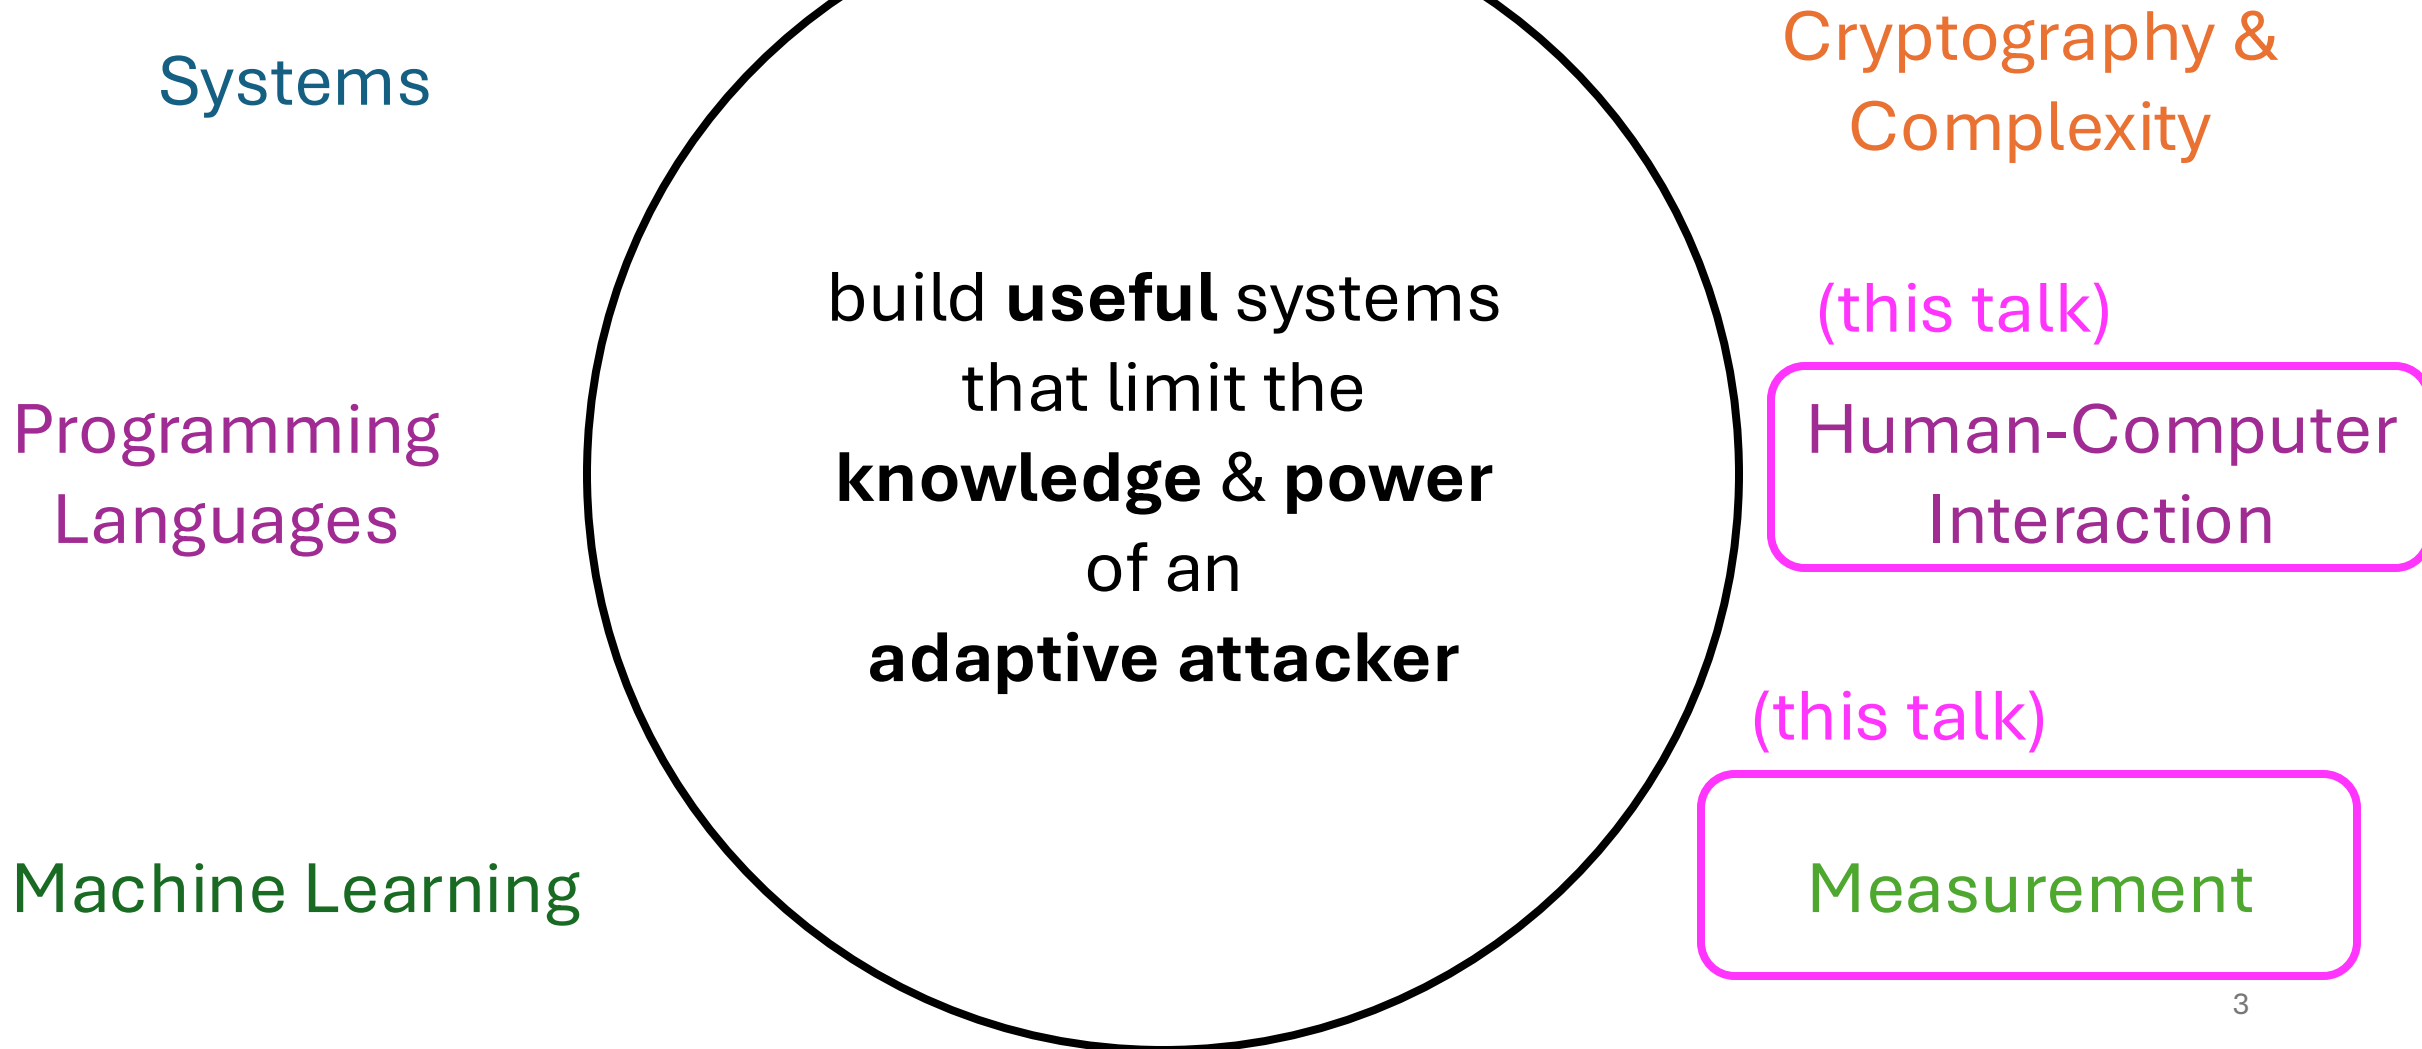 Systems
Programming
Languages
Machine Learning
build useful systems
that limit the
knowledge & power
of an
adaptive attacker
Cryptography &
Complexity
(this talk)
Human-Computer
Interaction
(this talk)
Measurement
3